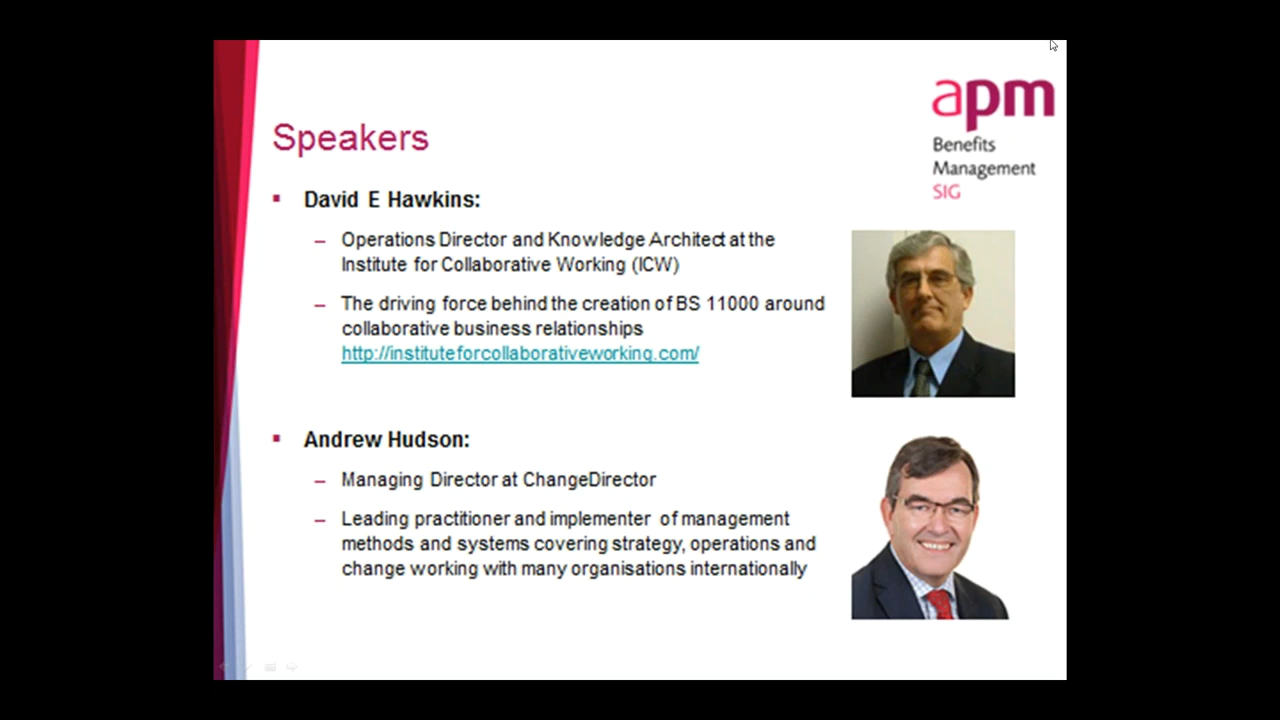 apm
Benefits
Management
SIG
Speakers
▪ David E Hawkins:
– Operations Director and Knowledge Architect at the
Institute for Collaborative Working (ICW)
– The driving force behind the creation of BS 11000 around
collaborative business relationships
http://instituteforcollaborativeworking.com/
▪ Andrew Hudson:
– Managing Director at ChangeDirector
– Leading practitioner and implementer of management
methods and systems covering strategy, operations and
change working with many organisations internationally